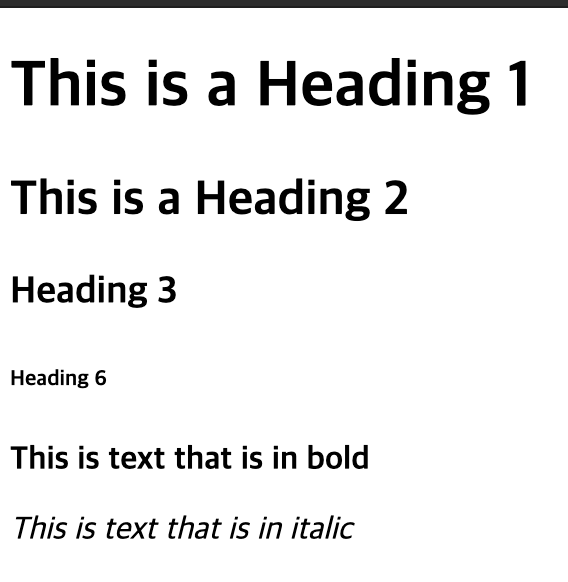 This is a Heading 1
This is a Heading 2
Heading 3
Heading 6
This is text that is in bold
This is text that is in italic